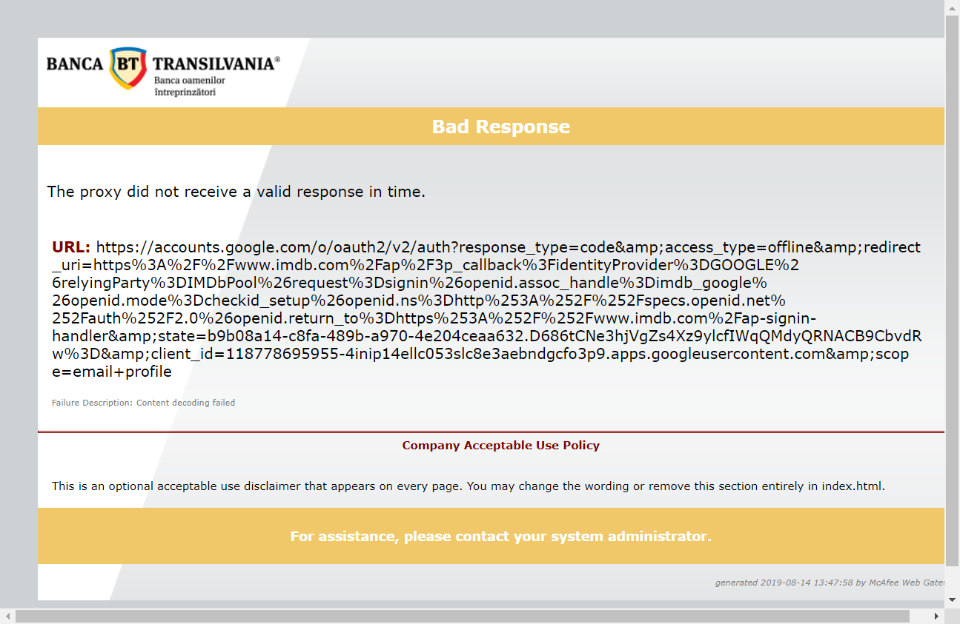 BANCA BT TRANSILVANIA®
Banca oamenilor
întreprinzători
Bad Response
The proxy did not receive a valid response in time.
URL: https://accounts.google.com/o/oauth2/v2/auth?response_type=code&amp;access_type=offline&amp;redirect
_uri=https%3A%2F%2Fwww.imdb.com%2Fap%2F3p_callback%3FidentityProvider%3DGOOGLE%2
6relyingParty%3DIMDbPool%26request%3Dsignin%26openid.assoc_handle%3Dimdb_google%
26openid.mode%3Dcheckid_setup%26openid.ns%3Dhttp%253A%252F%252Fspecs.openid.net%
252Fauth%252F2.0%26openid.return_to%3Dhttps%253A%252F%252Fwww.imdb.com%2Fap-signin-
handler&amp;state=b9b08a14-c8fa-489b-a970-4e204ceaa632.D686tCNe3hjVgZs4Xz9ylcfIWqQMdyQRNACB9CbvdR
w%3D&amp;client_id=118778695955-4inip14ellc053slc8e3aebndgcfo3p9.apps.googleusercontent.com&amp;scop
e=email+profile
Failure Description: Content decoding failed
Company Acceptable Use Policy
This is an optional acceptable use disclaimer that appears on every page. You may change the wording or remove this section entirely in index.html.
For assistance, please contact your system administrator.
generated 2019-08-14 13:47:58 by McAfee Web Gate